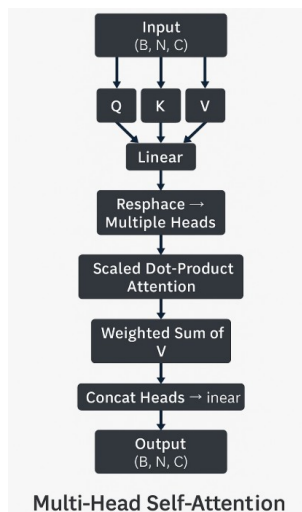 Input
(B, N, C)
Q K V
Linear
Resphace →
Multiple Heads
Scaled Dot-Product
Attention
Weighted Sum of
V
Concat Heads → inear
Output
(B, N, C)
Multi-Head Self-Attention